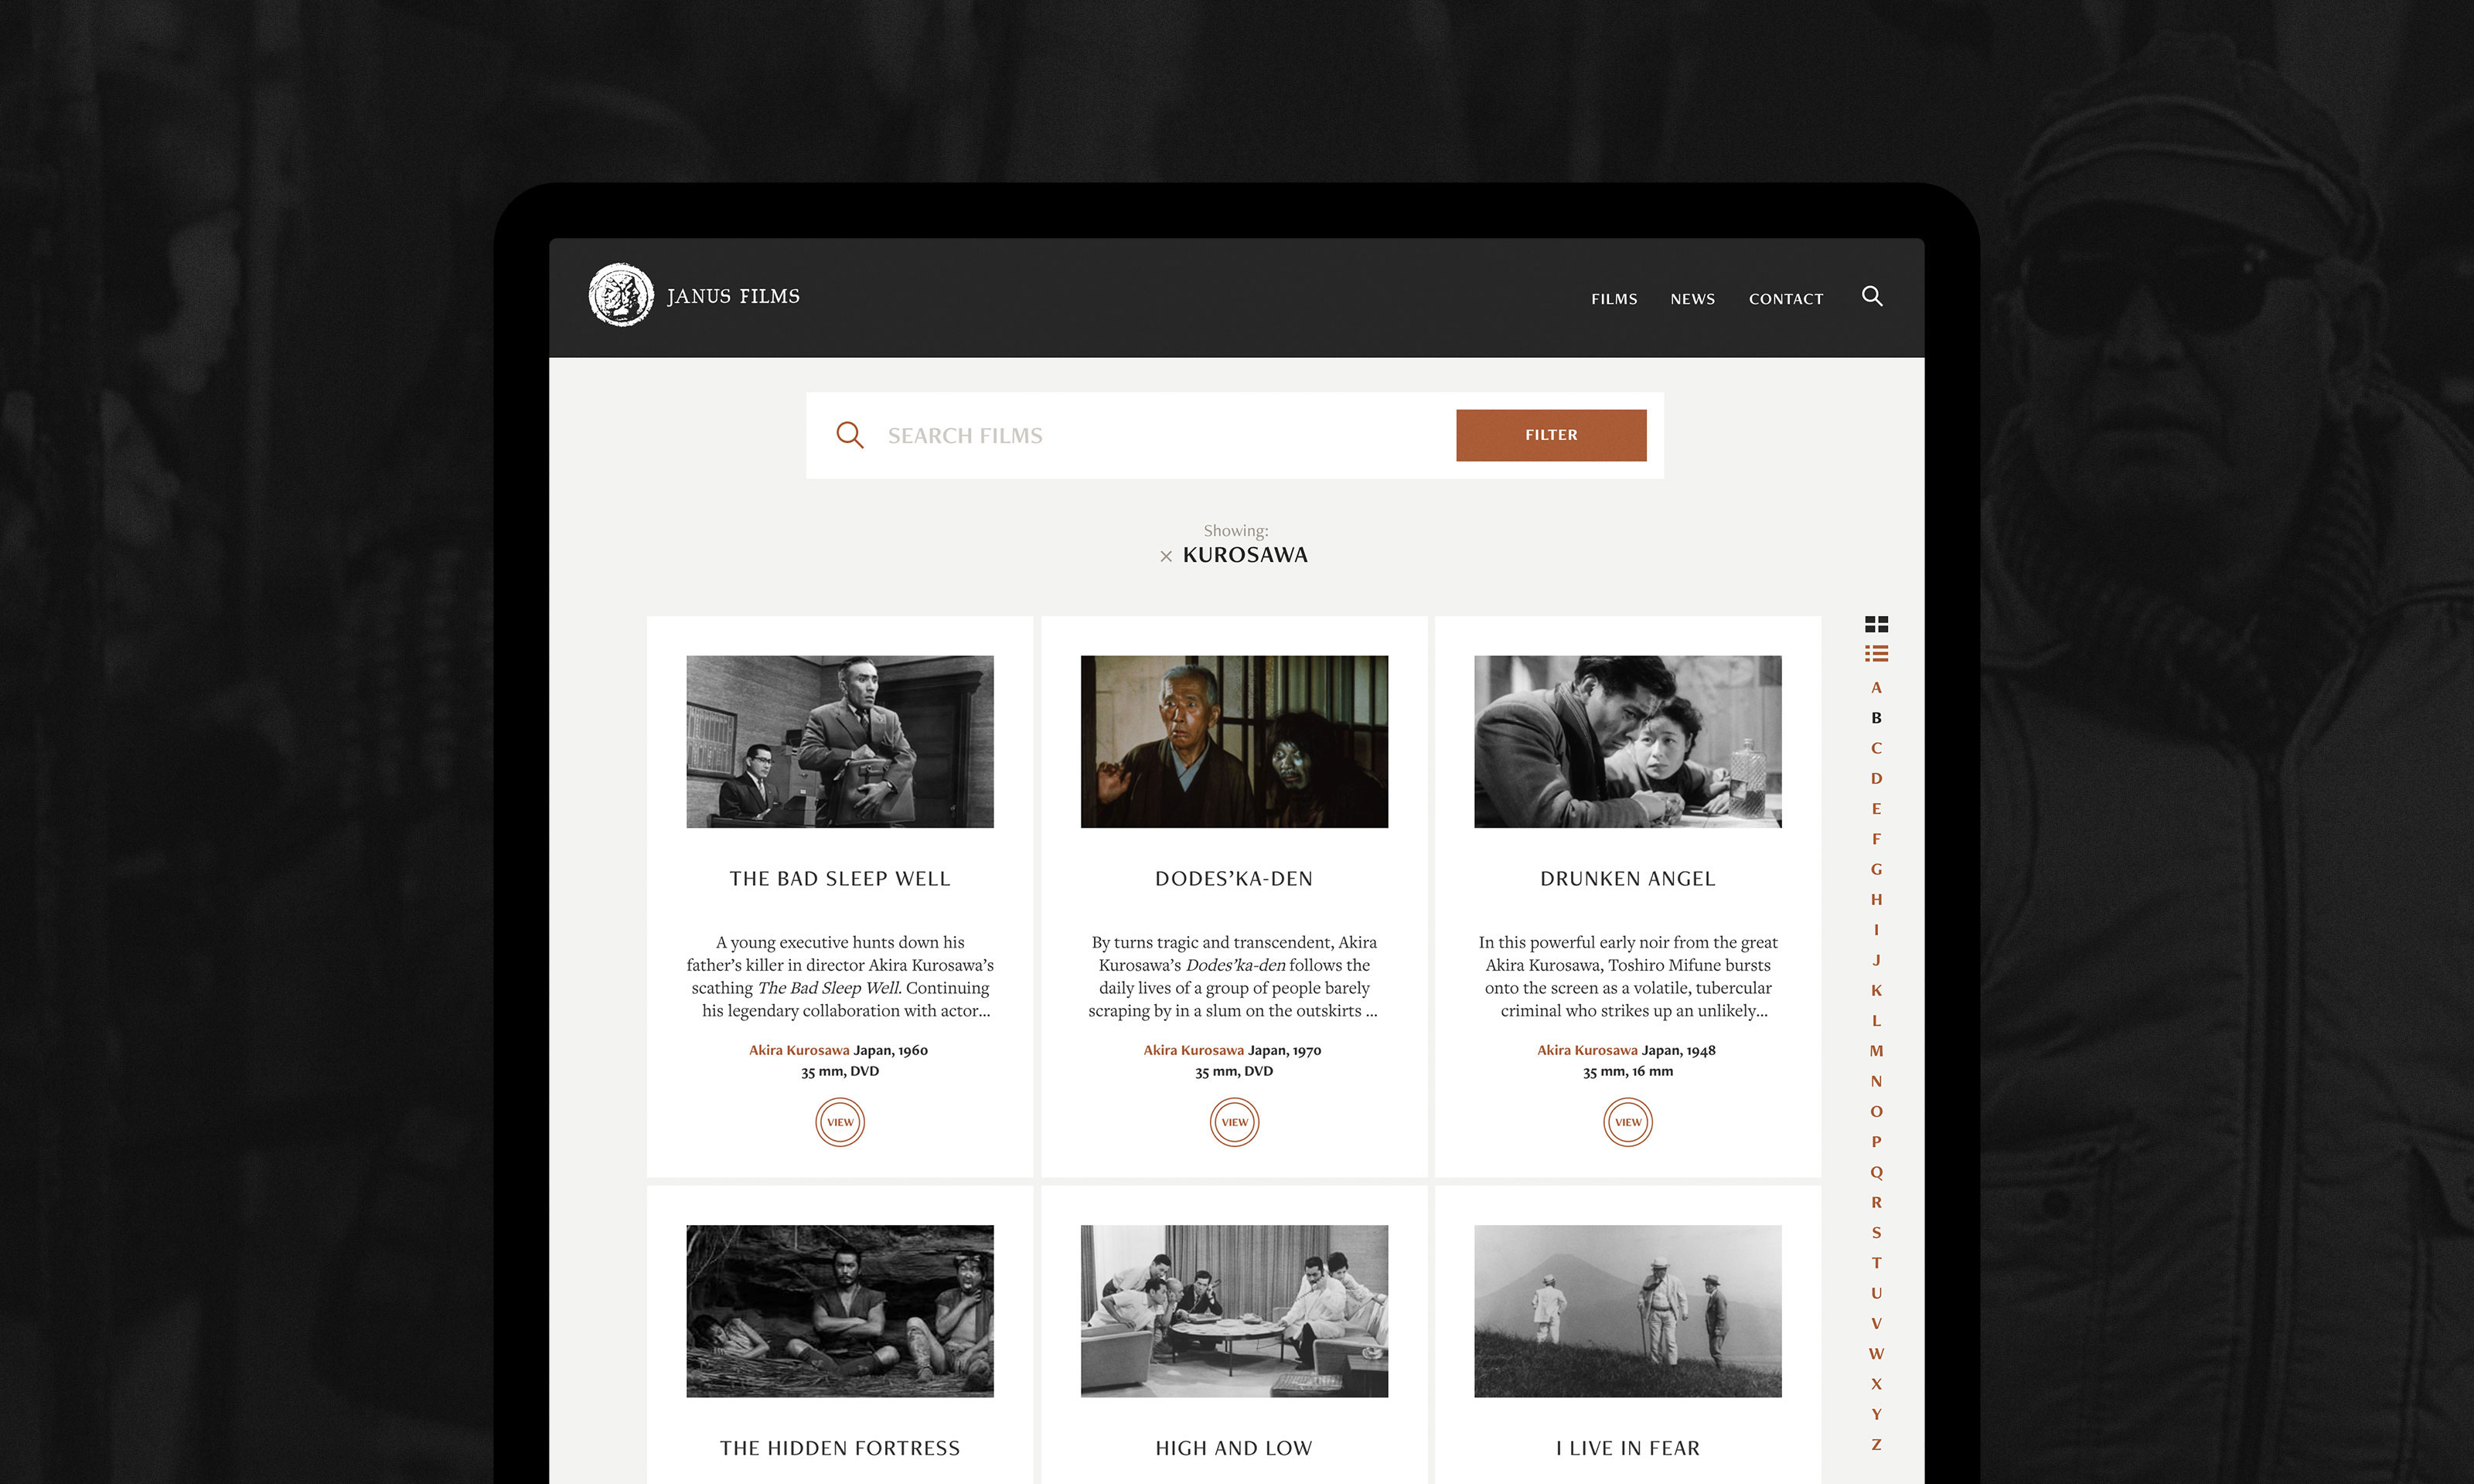 JANUS FILMS
FILMS NEWS CONTACT
SEARCH FILMS
FILTER
Showing:
× KUROSAWA
THE BAD SLEEP WELL
A young executive hunts down his
father’s killer in director Akira Kurosawa’s
scathing The Bad Sleep Well. Continuing
his legendary collaboration with actor...
Akira Kurosawa Japan, 1960
35 mm, DVD
VIEW
DODES’KA-DEN
By turns tragic and transcendent, Akira
Kurosawa’s Dodes’ka-den follows the
daily lives of a group of people barely
scraping by in a slum on the outskirts ...
Akira Kurosawa Japan, 1970
35 mm, DVD
VIEW
DRUNKEN ANGEL
In this powerful early noir from the great
Akira Kurosawa, Toshiro Mifune bursts
onto the screen as a volatile, tubercular
criminal who strikes up an unlikely...
Akira Kurosawa Japan, 1948
35 mm, 16 mm
VIEW
THE HIDDEN FORTRESS
HIGH AND LOW
I LIVE IN FEAR
A
B
C
D
E
F
G
H
I
J
K
L
M
N
O
P
Q
R
S
T
U
V
W
X
Y
Z